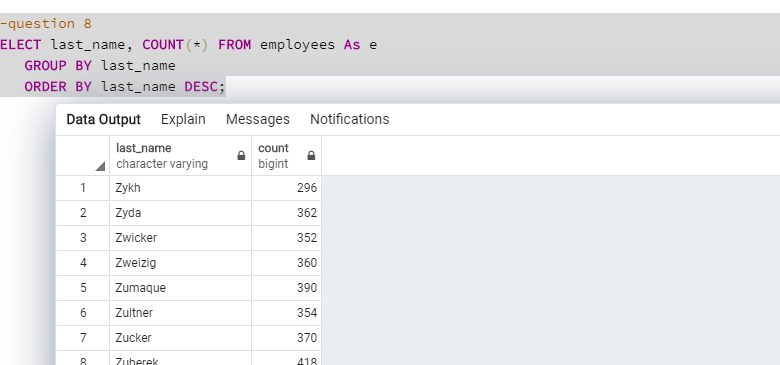 -question 8
ELECT last_name, COUNT(*) FROM employees As e
GROUP BY last_name
ORDER BY last_name DESC;
Data Output Explain Messages Notifications
last_name count
character varying bigint
1 Zykh 296
2 Zyda 362
3 Zwicker 352
4 Zweizig 360
5 Zumaque 390
6 Zultner 354
7 Zucker 370
8 Zuberek 418